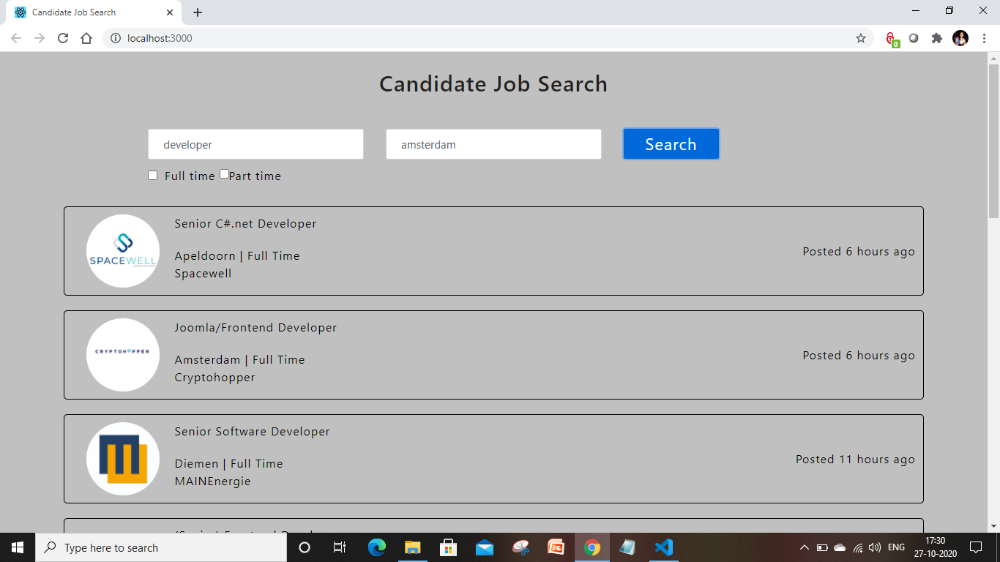 Candidate Job Search
localhost:3000
0
Candidate Job Search
developer
amsterdam
Search
Full time
Part time
Senior C#.net Developer
Apeldoorn | Full Time
Spacewell
Posted 6 hours ago
SPACEWELL
Joomla/Frontend Developer
Amsterdam | Full Time
Cryptohopper
Posted 6 hours ago
CRYPTOHOPPER
Senior Software Developer
Diemen | Full Time
MAINEnergie
Posted 11 hours ago
Type here to search
ENG
17:30
27-10-2020